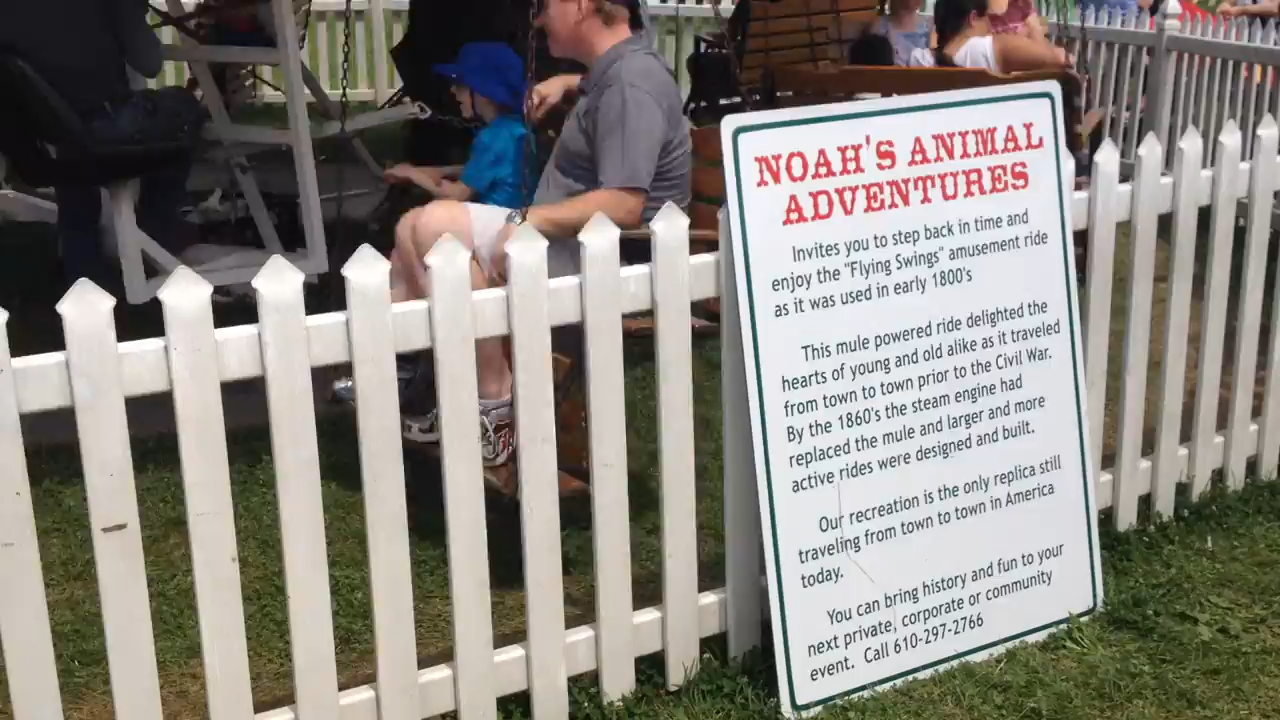 NOAH'S ANIMAL
ADVENTURES
Invites you to step back in time and
enjoy the "Flying Swings" amusement ride
as it was used in early 1800's
This mule powered ride delighted the
hearts of young and old alike as it traveled
from town to town prior to the Civil War.
By the 1860's the steam engine had
replaced the mule and larger and more
active rides were designed and built.
Our recreation is the only replica still
traveling from town to town in America
today.
You can bring history and fun to your
next private, corporate or community
event. Call 610-297-2766